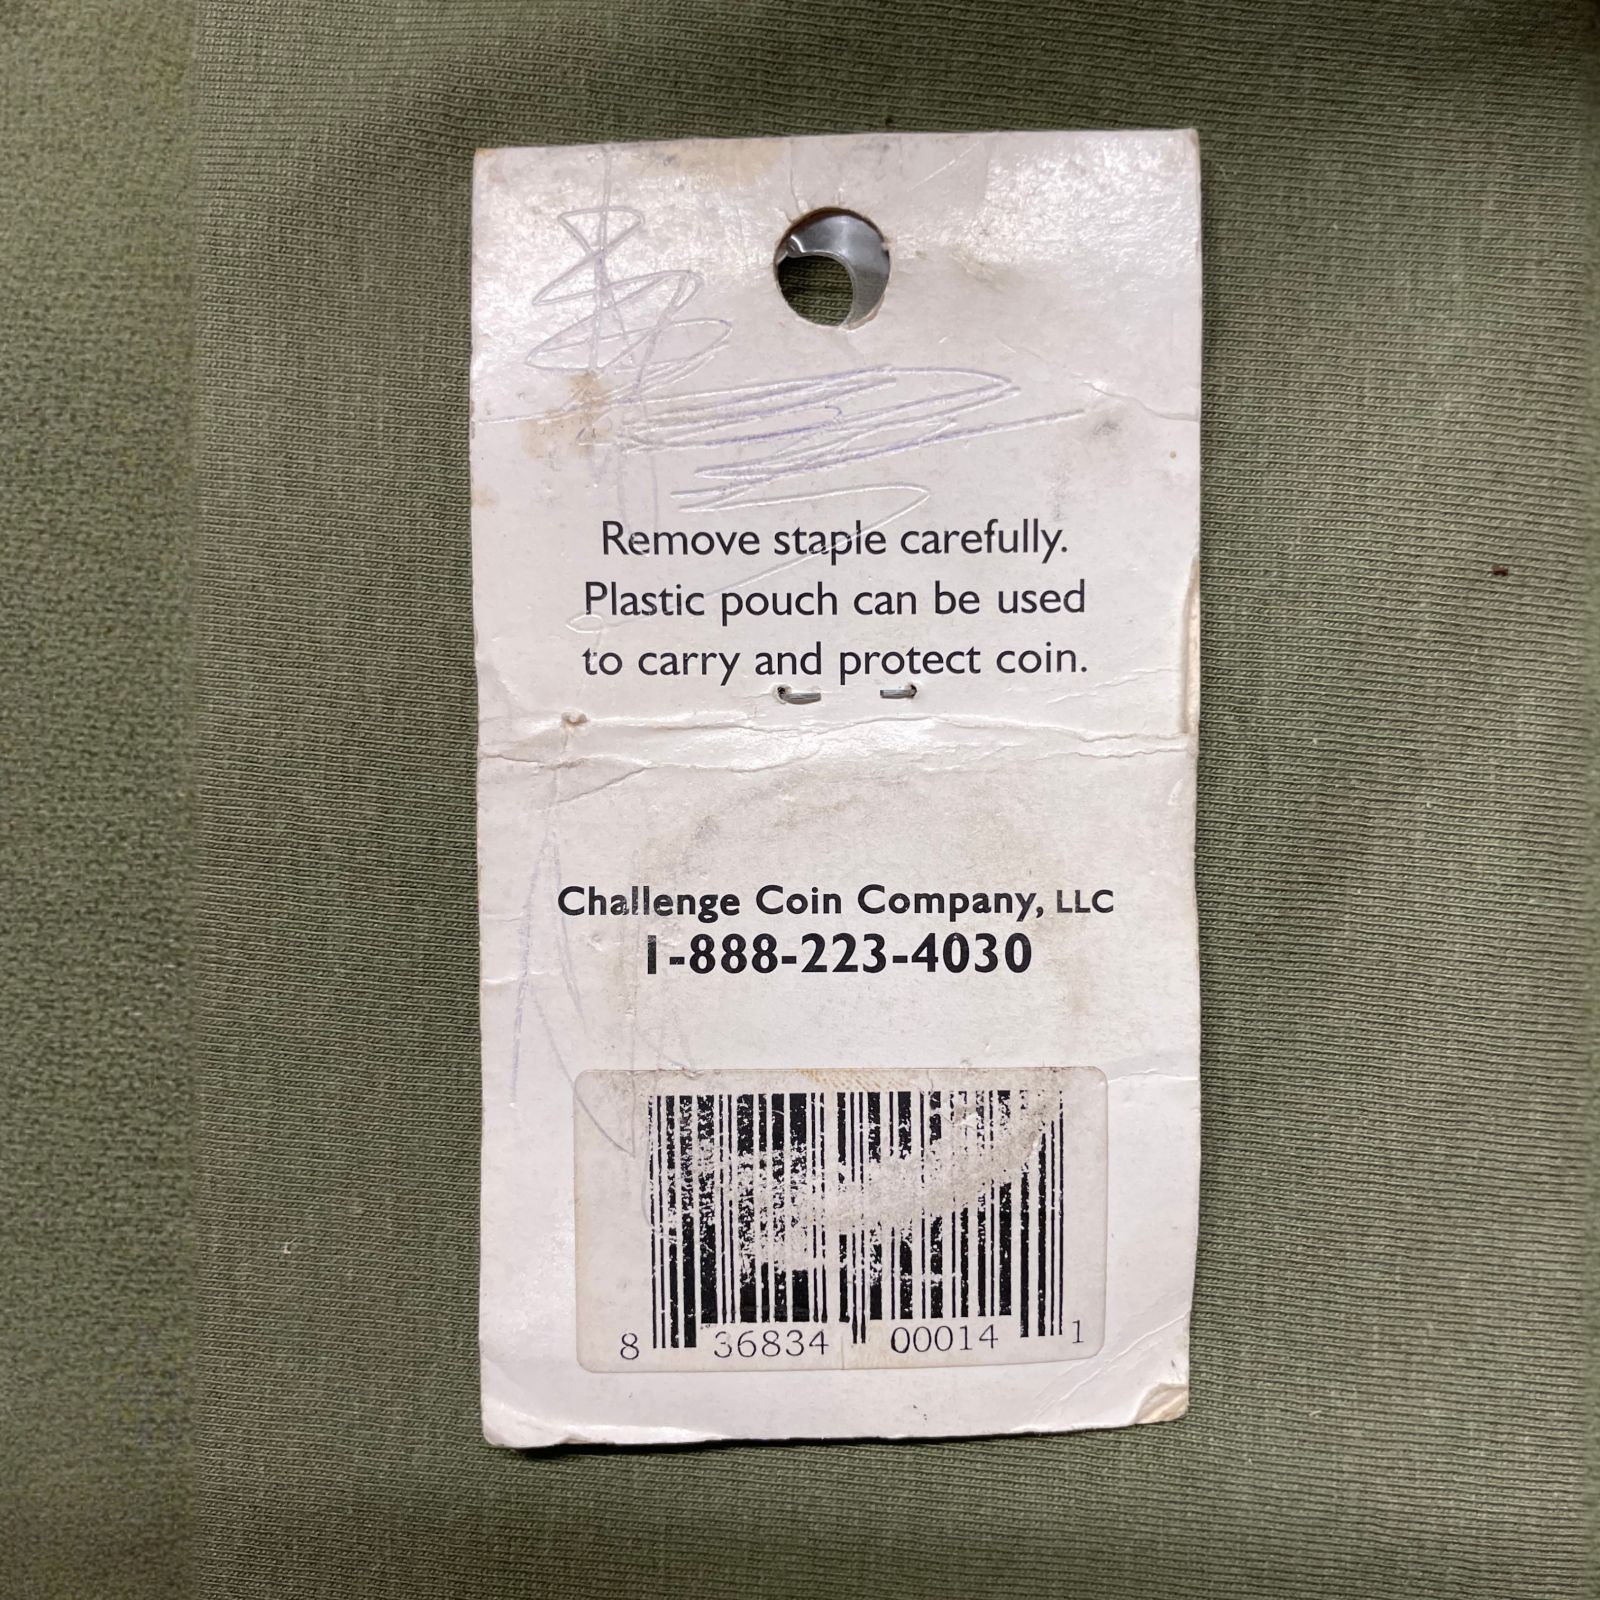 Remove staple carefully.
Plastic pouch can be used
to carry and protect coin.
Challenge Coin Company, LLC
1-888-223-4030
8 36834 00014 1